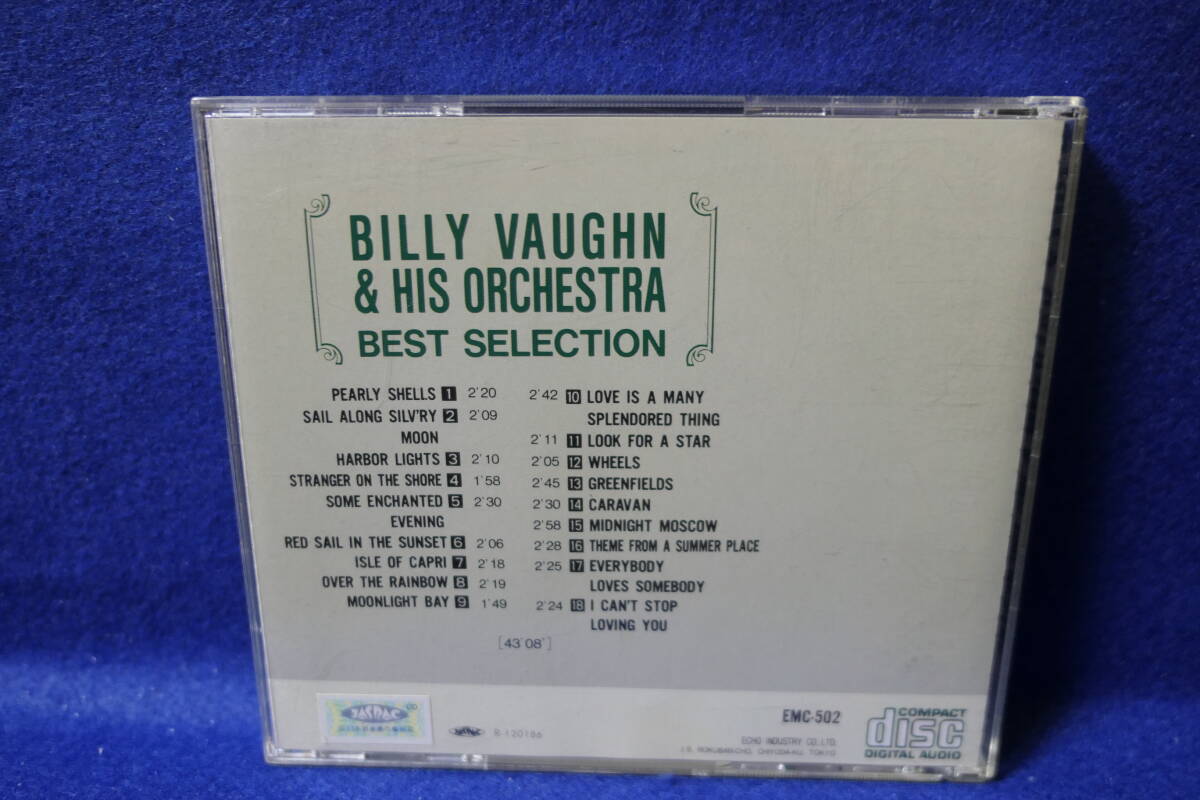 BILLY VAUGHN
& HIS ORCHESTRA
BEST SELECTION
PEARLY SHELLS 1 2'20
SAIL ALONG SILV'RY 2 2'09
MOON
HARBOR LIGHTS 3 2'10
STRANGER ON THE SHORE 4 1'58
SOME ENCHANTED 5 2'30
EVENING
RED SAIL IN THE SUNSET 6 2'06
ISLE OF CAPRI 7 2'18
OVER THE RAINBOW 8 2'19
MOONLIGHT BAY 9 1'49
2'42 10 LOVE IS A MANY
SPLENDORED THING
2'11 11 LOOK FOR A STAR
2'05 12 WHEELS
2'45 13 GREENFIELDS
2'30 14 CARAVAN
2'58 15 MIDNIGHT MOSCOW
2'28 16 THEME FROM A SUMMER PLACE
2'25 17 EVERYBODY
LOVES SOMEBODY
2'24 18 I CAN'T STOP
LOVING YOU
[43'08"]
JASRAC
R-120186
EMC-502
ECHO INDUSTRY CO.,LTD.
CHIYODA-KU, TOKYO
COMPACT
disc
DIGITAL AUDIO